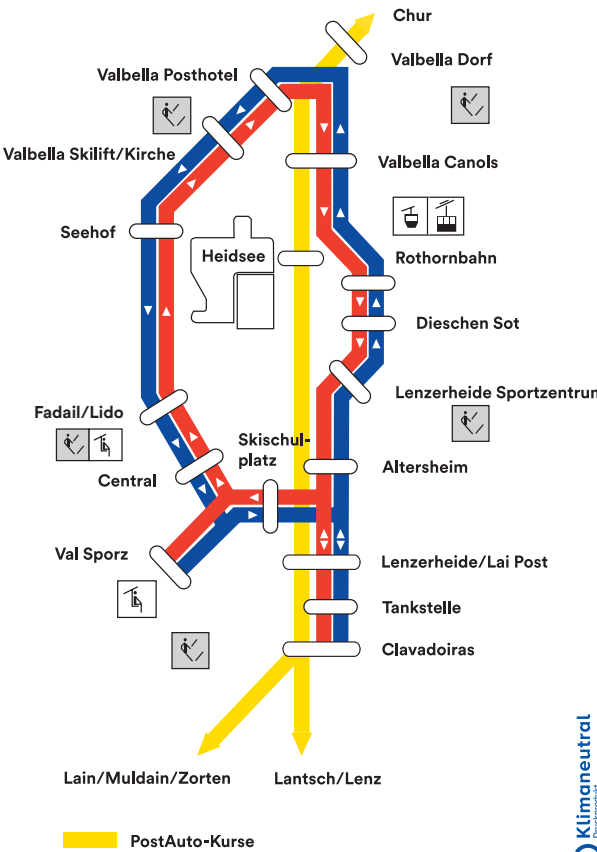 Chur
Valbella Dorf
Valbella Posthotel
Valbella Skilift/Kirche
Valbella Canols
Seehof
Heidsee
Rothornbahn
Dieschen Sot
Lenzerheide Sportzentrum
Fadail/Lido
Skischul-
platz
Altersheim
Central
Val Sporz
Lenzerheide/Lai Post
Tankstelle
Clavadoiras
Lain/Muldain/Zorten
Lantsch/Lenz
PostAuto-Kurse
Klimaneutral
Druckprodukt